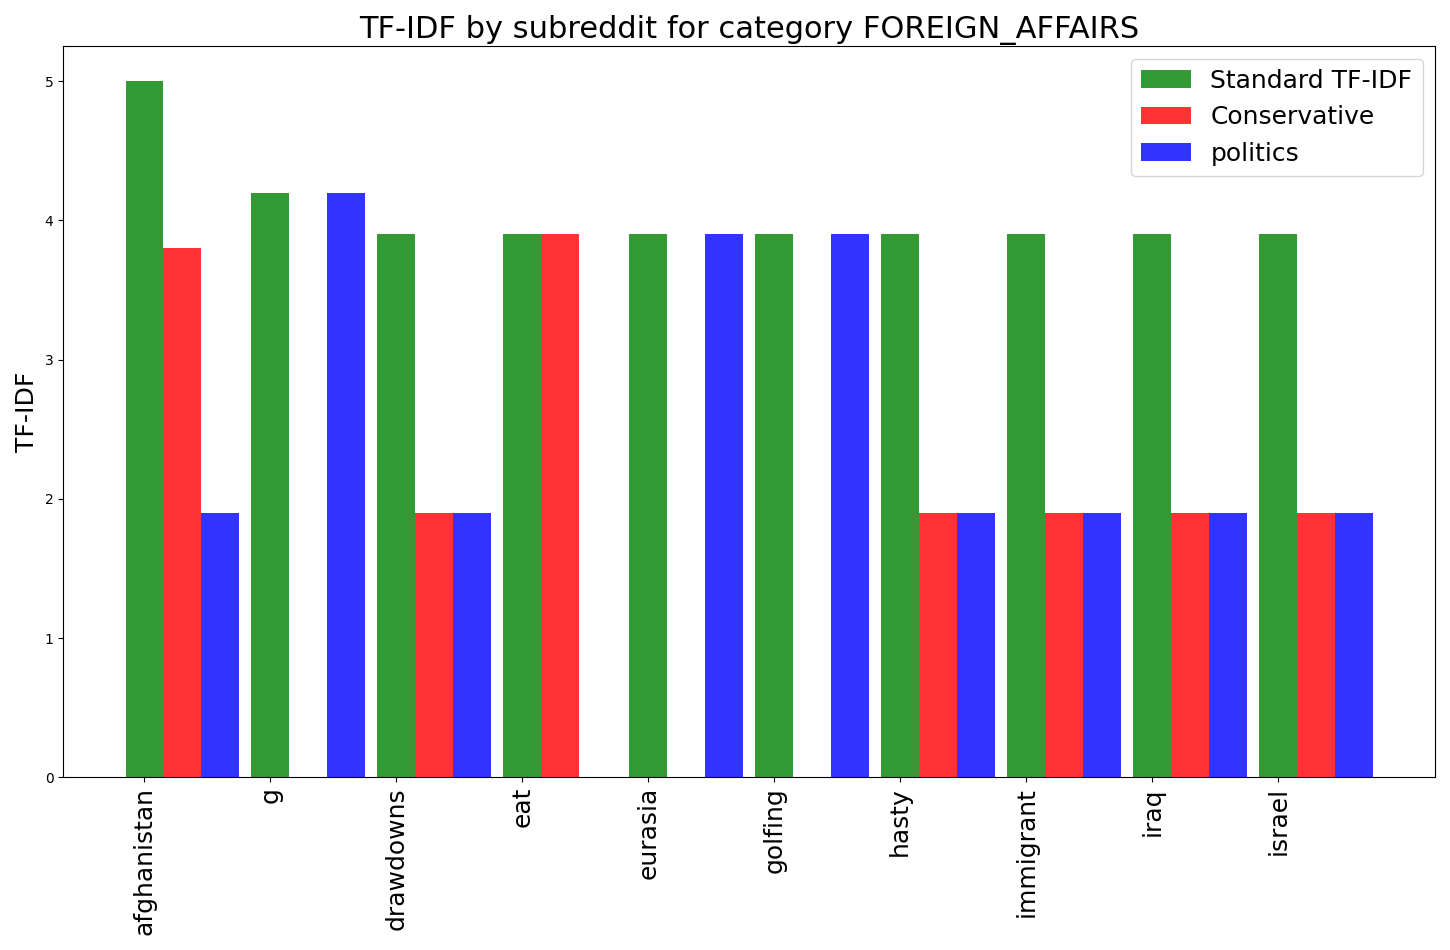 TF-IDF by subreddit for category FOREIGN_AFFAIRS
Standard TF-IDF
Conservative
politics
TF-IDF
5
4
3
2
1
0
afghanistan
g
drawdowns
eat
eurasia
golfing
hasty
immigrant
iraq
israel